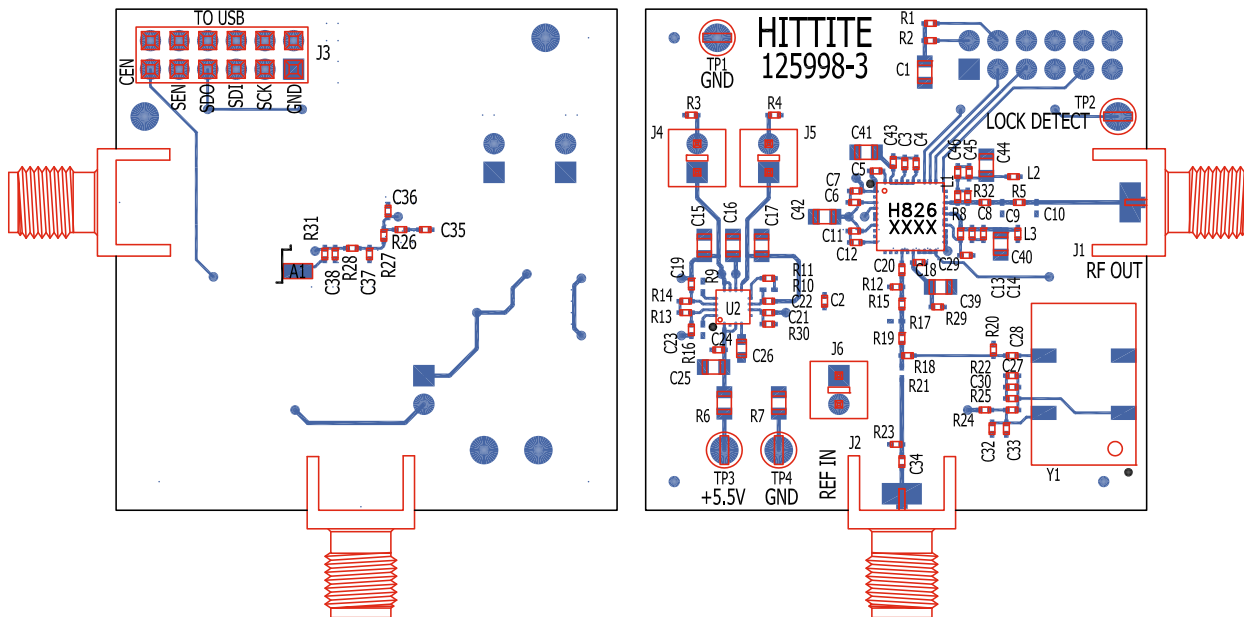 TO USB
J3
CEN
SEN
SDO
SDI
SCK
GND
C36
R31
R26
C35
A1
C38
R28
C37
R27
HITTITE
125998-3
R1
R2
C1
TP1
GND
TP2
LOCK DETECT
R3
R4
J4
J5
C41
C43
C3
C4
C46
C45
C44
C7
C5
C6
L1
L2
R32
R5
C42
H826
XXXX
C15
C16
C17
R8
C8
C9
C10
C11
C12
L3
C40
J1
RF OUT
C19
R9
R11
R10
C20
C18
C29
R14
R13
U2
C22
C21
R30
C2
R12
R15
C39
C13
C14
C23
R16
C24
R17
R29
R19
R20
C28
C25
C26
J6
R18
R21
R22
C27
C30
R25
R24
R6
R7
R23
C32
C33
TP3
+5.5V
TP4
GND
REF IN
J2
C34
Y1